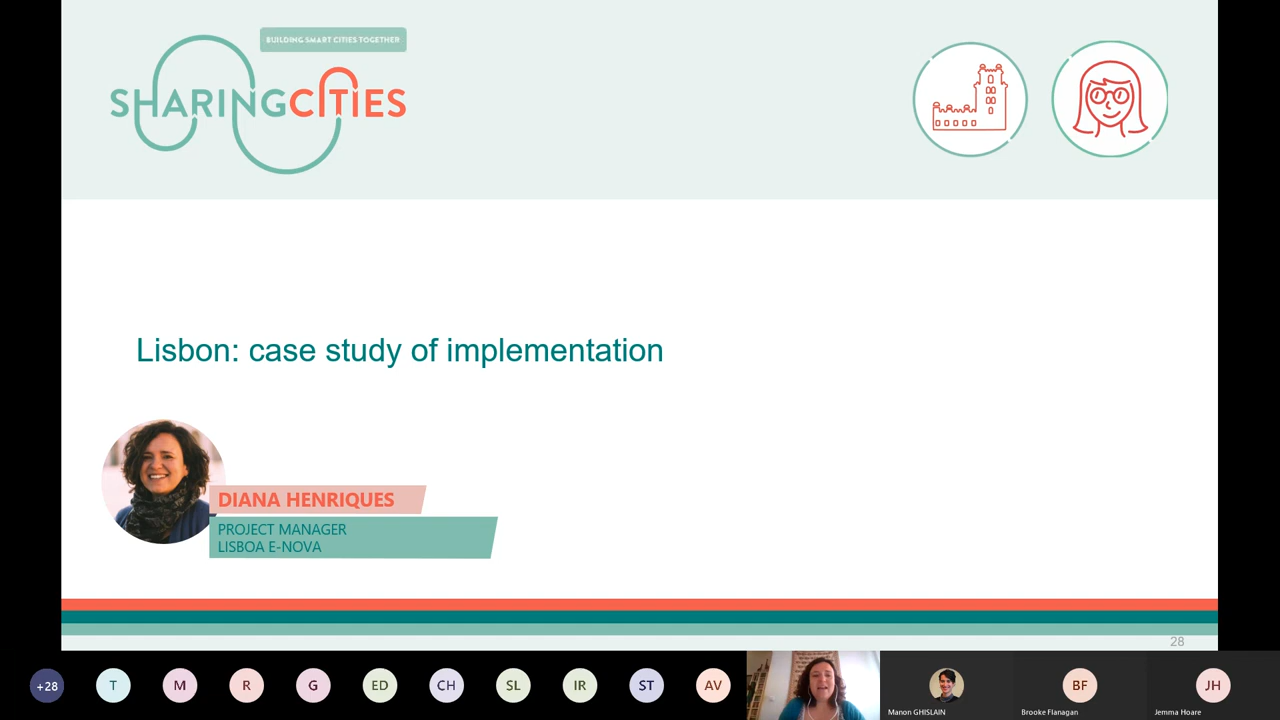 BUILDING SMART CITIES TOGETHER
SHARINGCITIES
Lisbon: case study of implementation
DIANA HENRIQUES
PROJECT MANAGER
LISBOA E-NOVA
28
+28
T
M
R
G
ED
CH
SL
IR
ST
AV
Manon GHISLAIN
BF
Brooke Flanagan
JH
Jemma Hoare